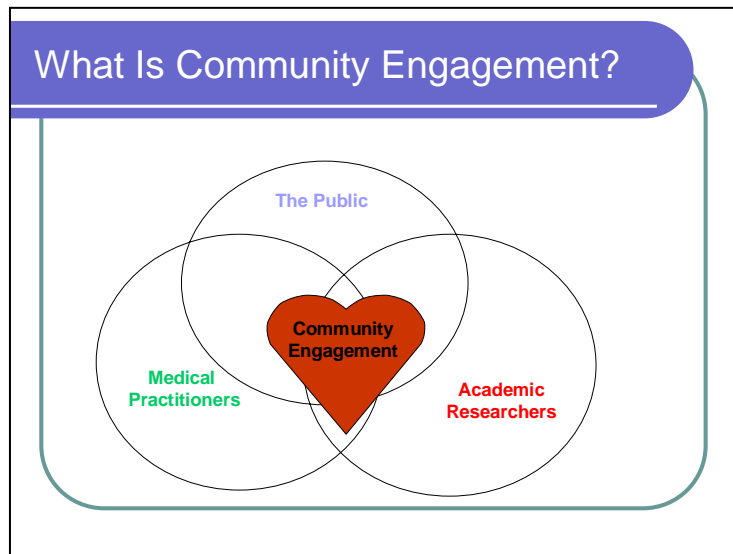 What Is Community Engagement?
The Public
Community
Engagement
Medical
Practitioners
Academic
Researchers